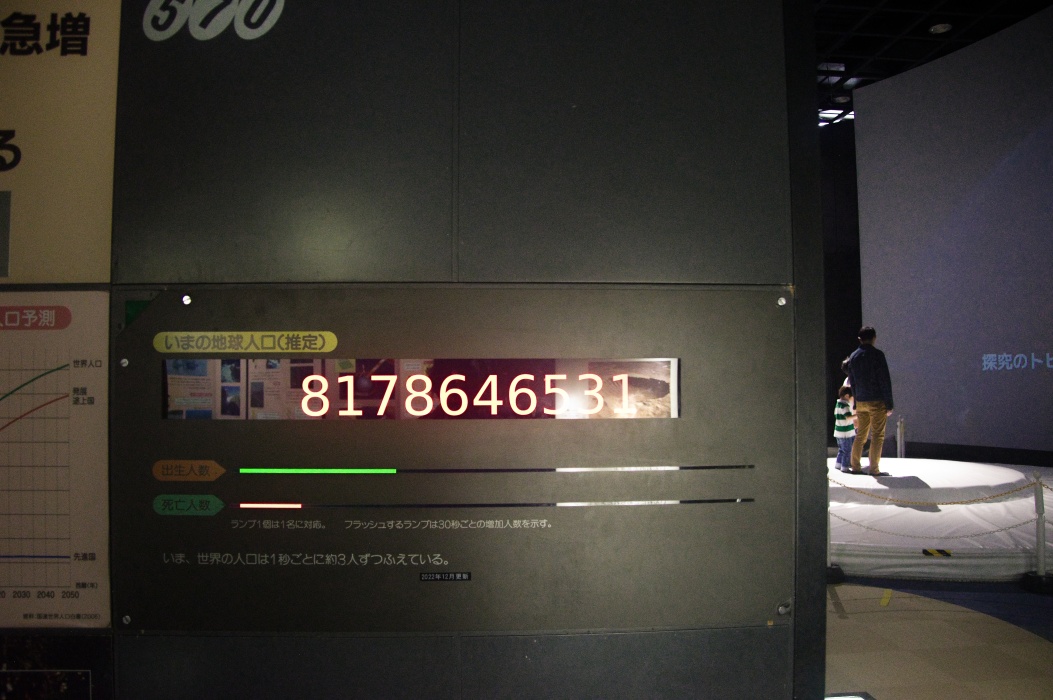 急増
る
人口予測
世界人口
発展
途上国
先進国
2030 2040 2050
いまの地球人口(推定)
8178646531
出生人数
死亡人数
ランプ1個は1名に対応。 フラッシュするランプは30秒ごとの増加人数を示す。
いま、世界の人口は1秒ごとに約3人ずつふえている。
2022年12月更新
探究のトピ